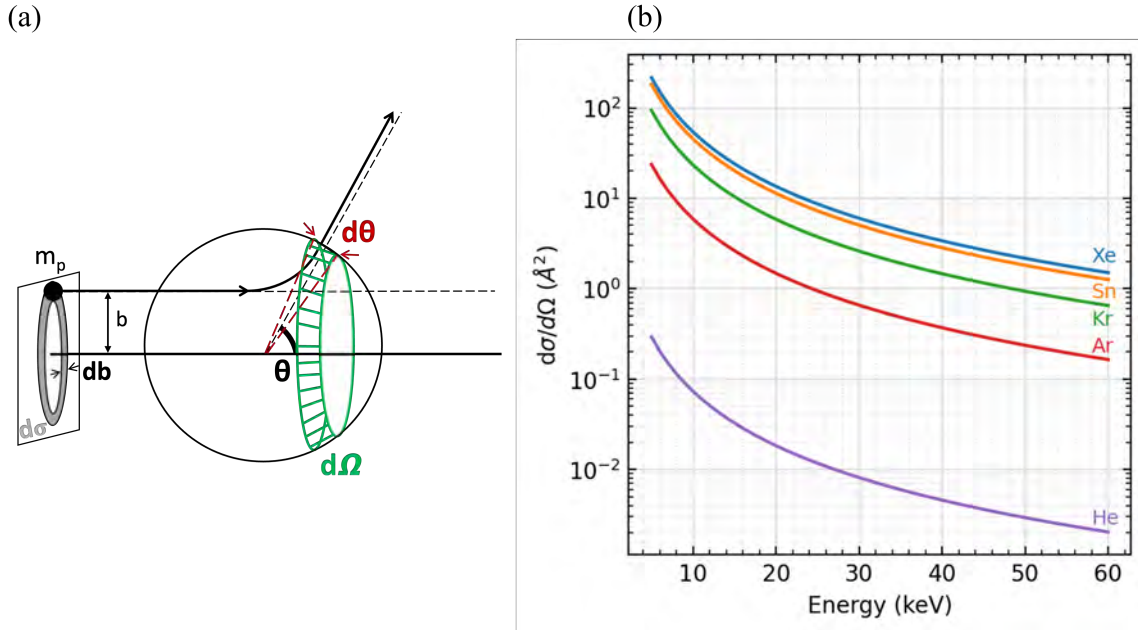 (a)
(b)
m_p
b
db
dσ
θ
dθ
dΩ
dσ/dΩ (Å²)
10²
10¹
10⁰
10⁻¹
10⁻²
Xe
Sn
Kr
Ar
He
10 20 30 40 50 60
Energy (keV)